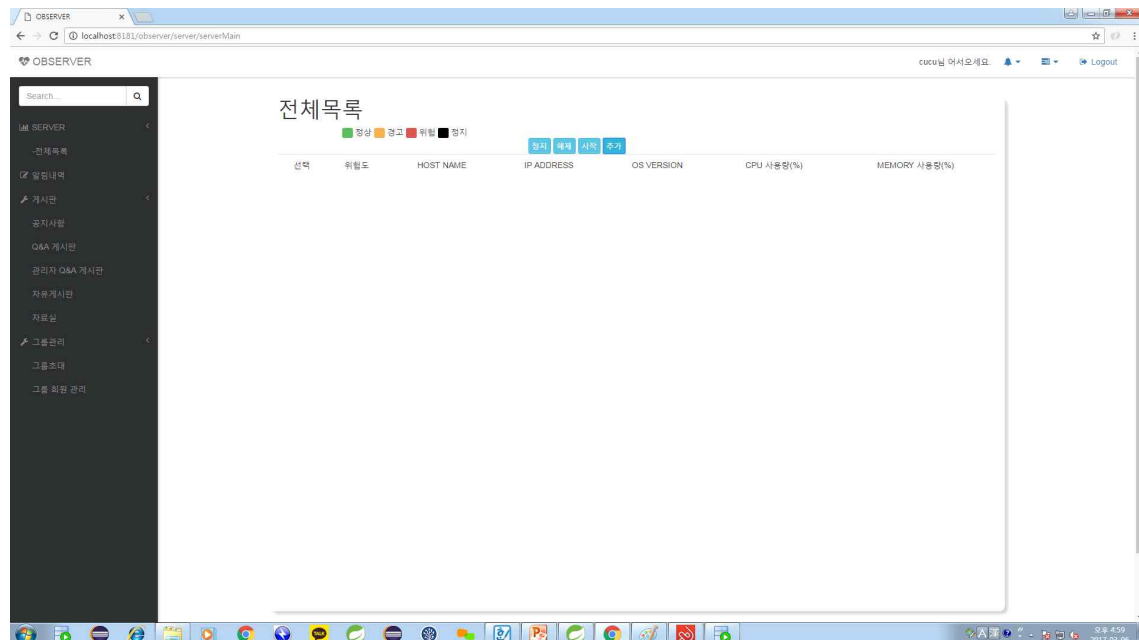 OBSERVER
localhost:8181/observer/server/serverMain
OBSERVER
cucu님 어서오세요.
Logout
Search...
SERVER
-전체목록
알림내역
게시판
공지사항
Q&A 게시판
관리자 Q&A 게시판
자유게시판
자료실
그룹관리
그룹초대
그룹 회원 관리
전체목록
정상 경고 위험 정지
정지 해제 시작 추가
선택 위험도 HOST NAME IP ADDRESS OS VERSION CPU 사용량(%) MEMORY 사용량(%)
오후 4:59